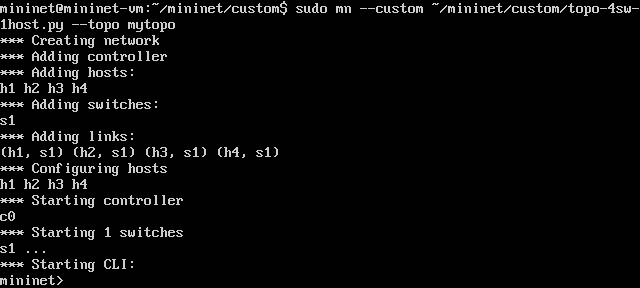 mininet@mininet-vm:~/mininet/custom$ sudo mn --custom ~/mininet/custom/topo-4sw-
1host.py --topo mytopo
*** Creating network
*** Adding controller
*** Adding hosts:
h1 h2 h3 h4
*** Adding switches:
s1
*** Adding links:
(h1, s1) (h2, s1) (h3, s1) (h4, s1)
*** Configuring hosts
h1 h2 h3 h4
*** Starting controller
c0
*** Starting 1 switches
s1 ...
*** Starting CLI:
mininet>